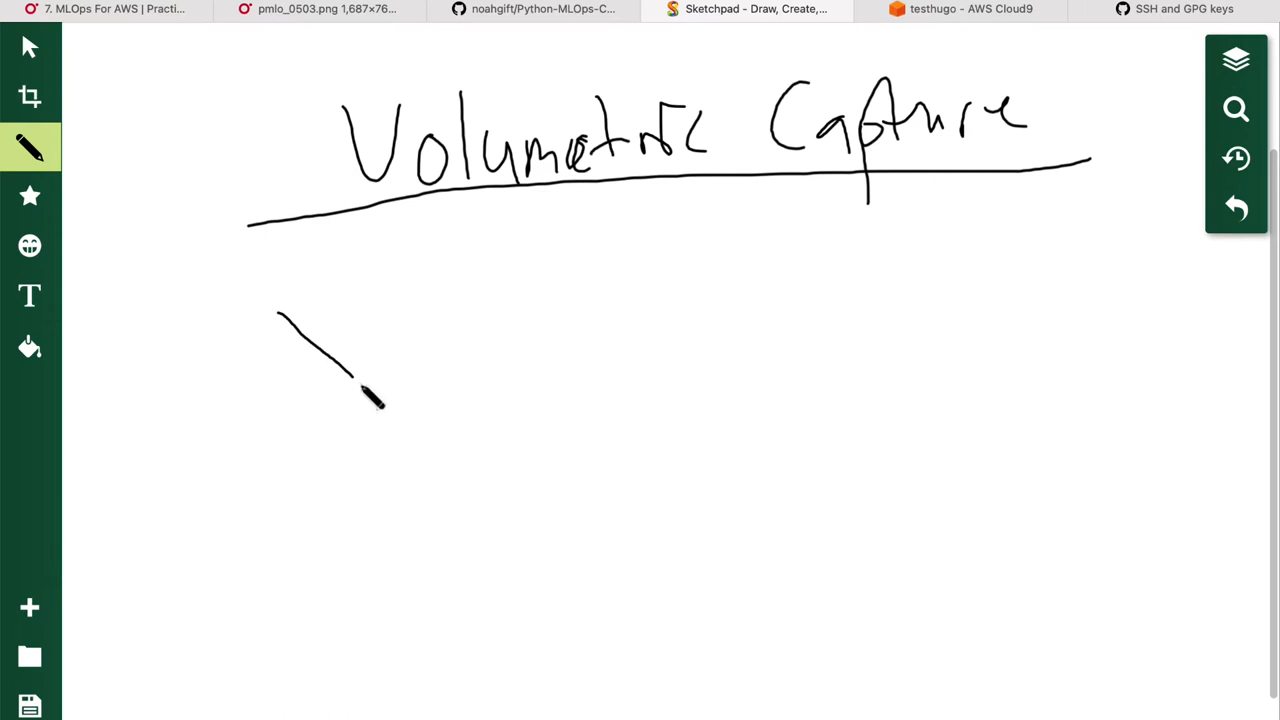 7. MLOps For AWS | Practi...
pmlo_0503.png 1,687×76...
noahgift/Python-MLOps-C...
Sketchpad - Draw, Create,...
testhugo - AWS Cloud9
SSH and GPG keys
Volumetric Capture
T